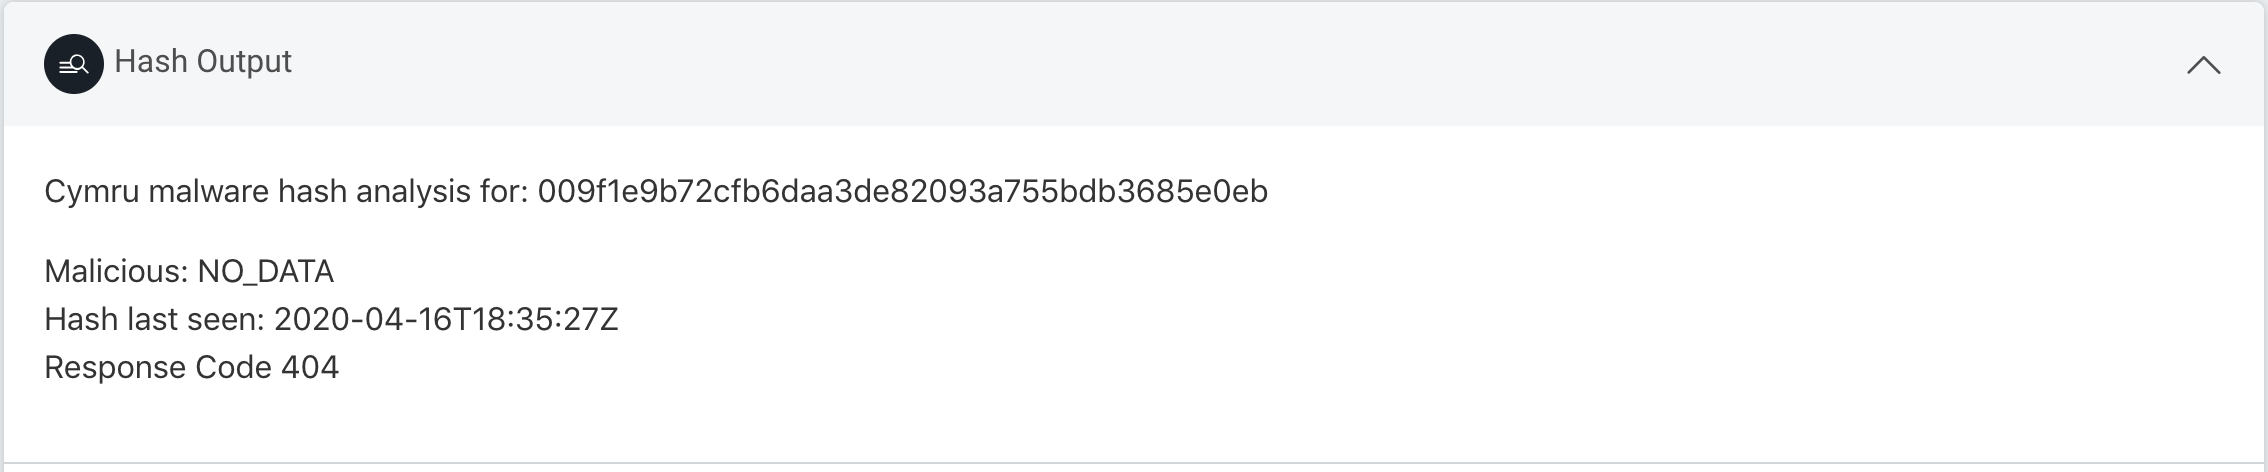 Hash Output
Cymru malware hash analysis for: 009f1e9b72cfb6daa3de82093a755bdb3685e0eb
Malicious: NO_DATA
Hash last seen: 2020-04-16T18:35:27Z
Response Code 404